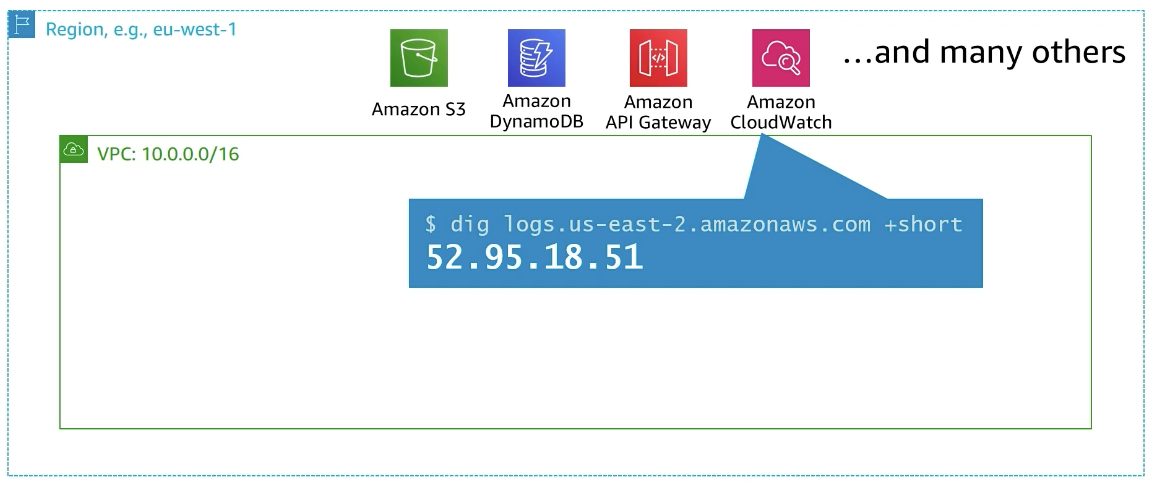 Region, e.g., eu-west-1
Amazon S3
Amazon
DynamoDB
Amazon
API Gateway
Amazon
CloudWatch
...and many others
VPC: 10.0.0.0/16
$ dig logs.us-east-2.amazonaws.com +short
52.95.18.51